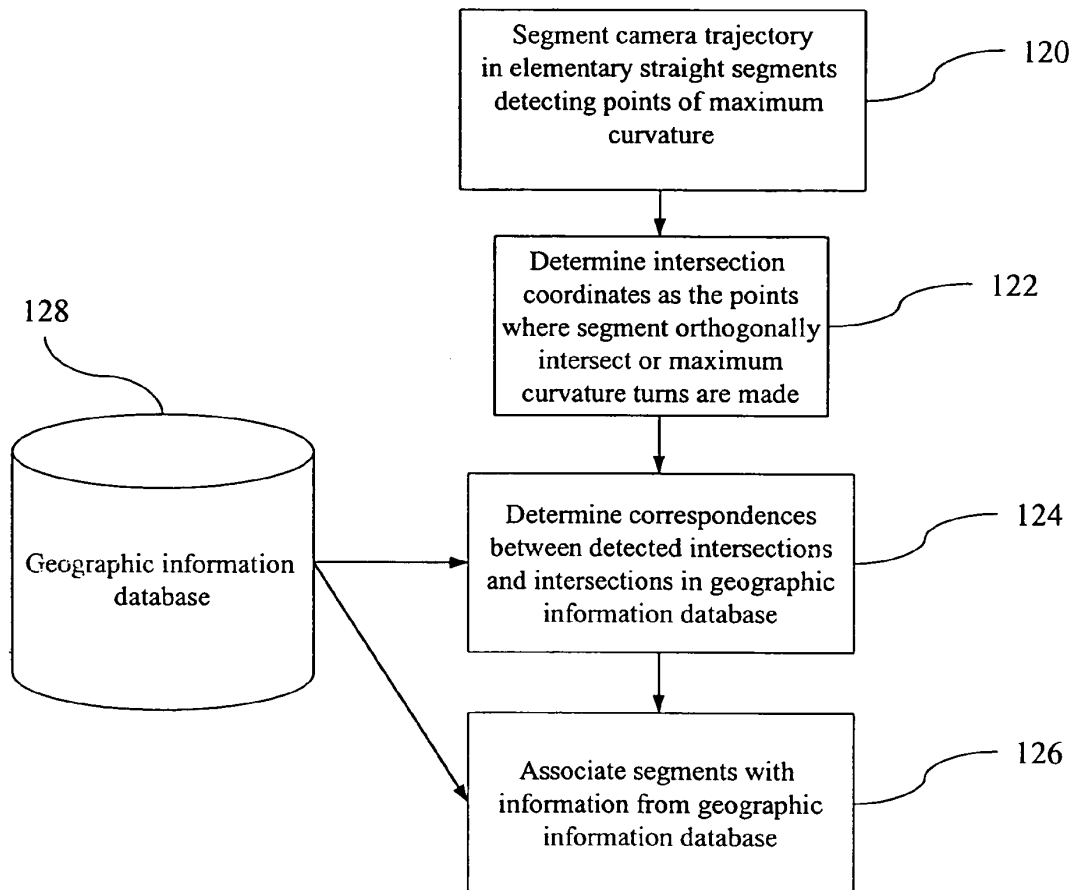 Segment camera trajectory
in elementary straight segments
detecting points of maximum
curvature
120
Determine intersection
coordinates as the points
where segment orthogonally
intersect or maximum
curvature turns are made
122
128
Geographic information
database
Determine correspondences
between detected intersections
and intersections in geographic
information database
124
Associate segments with
information from geographic
information database
126